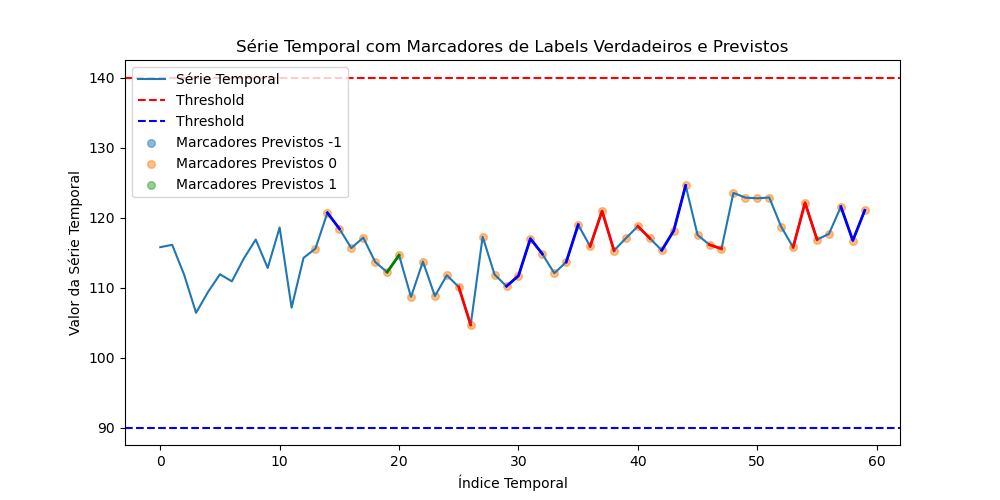 Série Temporal com Marcadores de Labels Verdadeiros e Previstos
Valor da Série Temporal
140
130
120
110
100
90
Série Temporal
Threshold
Threshold
Marcadores Previstos -1
Marcadores Previstos 0
Marcadores Previstos 1
0
10
20
30
40
50
60
Índice Temporal